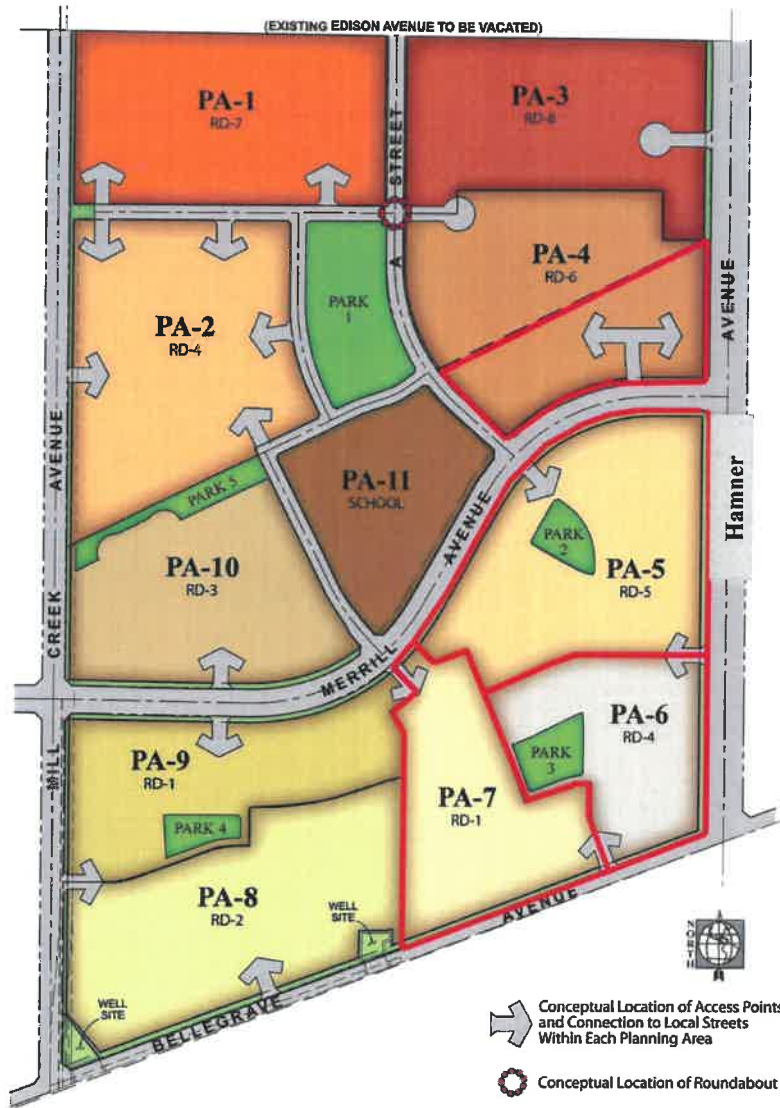 (EXISTING EDISON AVENUE TO BE VACATED)
PA-1
RD-7
PA-3
RD-8
A STREET
PA-4
RD-6
PARK
1
PA-2
RD-4
AVENUE
PARK 5
PA-11
SCHOOL
AVENUE
Hamner
PARK
2
PA-5
RD-5
PA-10
RD-3
CREEK AVENUE
MERRILL
PA-6
RD-4
MILL
PA-9
RD-1
PARK
3
PA-7
RD-1
PARK 4
PA-8
RD-2
WELL
SITE
AVENUE
WELL
SITE
BELLEGRAVE
NORTH
Conceptual Location of Access Points
and Connection to Local Streets
Within Each Planning Area
Conceptual Location of Roundabout